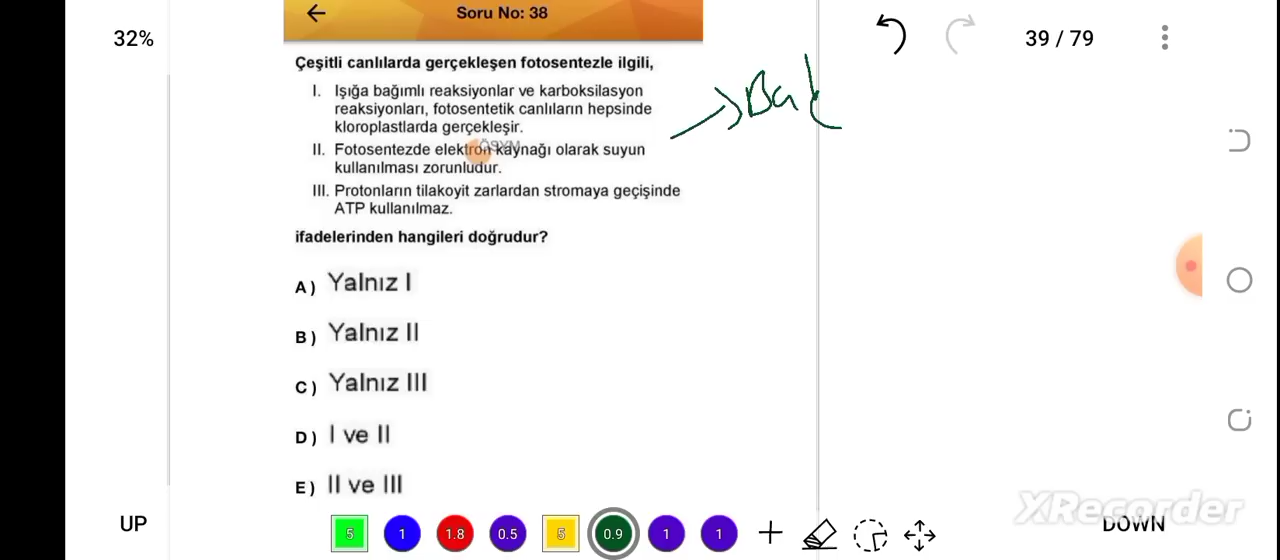 32%
Soru No: 38
39 / 79
Çeşitli canlılarda gerçekleşen fotosentezle ilgili,
I. Işığa bağımlı reaksiyonlar ve karboksilasyon
reaksiyonları, fotosentetik canlıların hepsinde
kloroplastlarda gerçekleşir.
II. Fotosentezde elektron kaynağı olarak suyun
kullanılması zorunludur.
III. Protonların tilakoyit zarlardan stromaya geçişinde
ATP kullanılmaz.
ÖSYM
Bak
ifadelerinden hangileri doğrudur?
A) Yalnız I
B) Yalnız II
C) Yalnız III
D) I ve II
E) II ve III
UP
5 1 1.8 0.5 5 0.9 1 1
DOWN
XRecorder